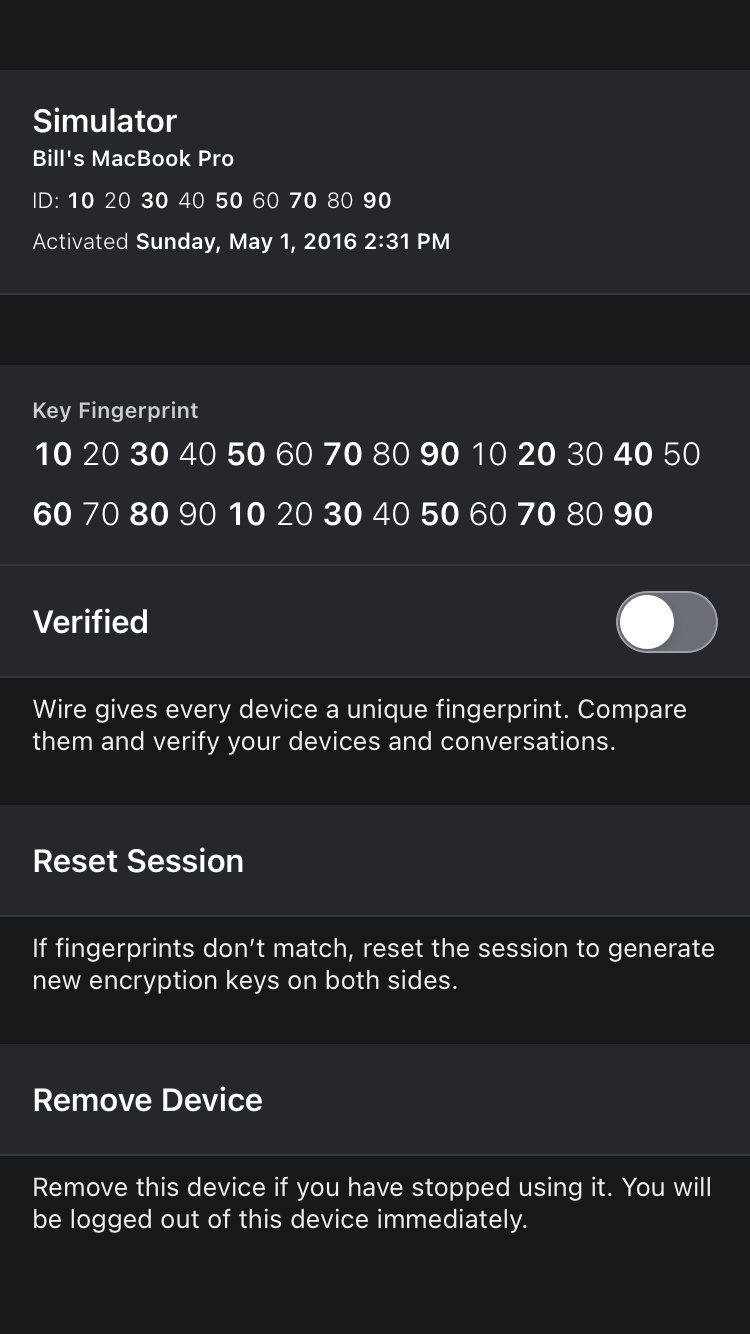 Simulator
Bill's MacBook Pro
ID: 10 20 30 40 50 60 70 80 90
Activated Sunday, May 1, 2016 2:31 PM
Key Fingerprint
10 20 30 40 50 60 70 80 90 10 20 30 40 50
60 70 80 90 10 20 30 40 50 60 70 80 90
Verified
Wire gives every device a unique fingerprint. Compare
them and verify your devices and conversations.
Reset Session
If fingerprints don’t match, reset the session to generate
new encryption keys on both sides.
Remove Device
Remove this device if you have stopped using it. You will
be logged out of this device immediately.